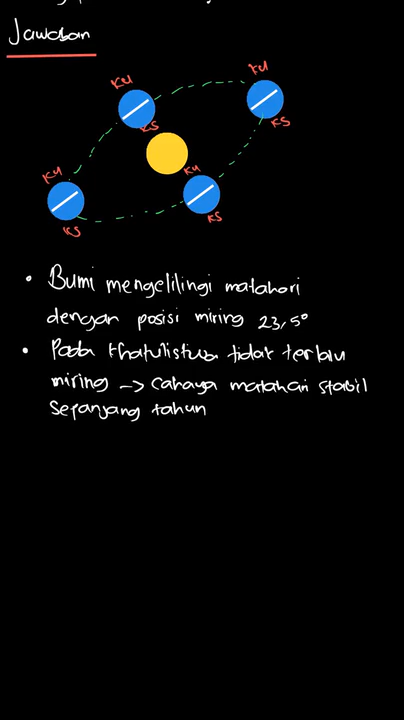 Jawaban
KU
KU
KS
KS
KU
KU
KS
KS
• Bumi mengelilingi matahari
dengan posisi miring 23,5°
• Pada khatulistiwa tidak terlalu
miring -> cahaya matahari stabil
sepanjang tahun